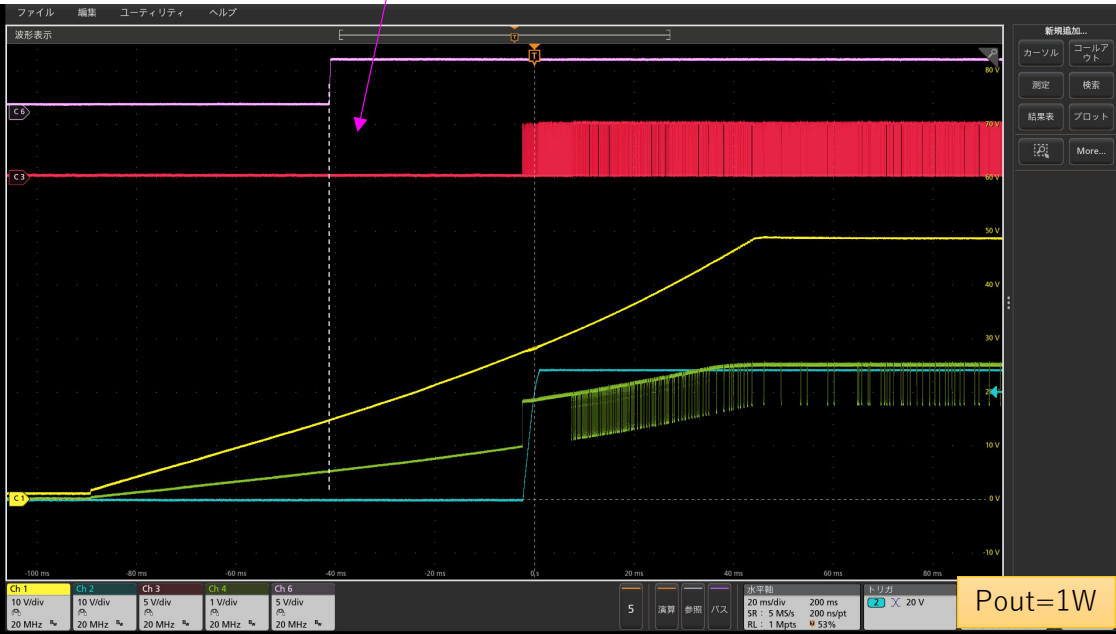 ファイル 編集 ユーティリティ ヘルプ
波形表示
新規追加...
カーソル
コールア
ウト
測定
検索
結果表
プロット
More...
T
T
C 6
C 3
C 1
80 V
70 V
60 V
50 V
40 V
30 V
10 V
0 V
-10 V
-100 ms -80 ms -60 ms -40 ms -20 ms 0 s 20 ms 40 ms 60 ms 80 ms
Ch 1
10 V/div
20 MHz
Ch 2
10 V/div
20 MHz
Ch 3
5 V/div
20 MHz
Ch 4
1 V/div
20 MHz
Ch 6
5 V/div
20 MHz
5
演算
参照
バス
水平軸
20 ms/div 200 ms
SR: 5 MS/s 200 ns/pt
RL: 1 Mpts 53%
トリガ
2 20 V
Pout=1W